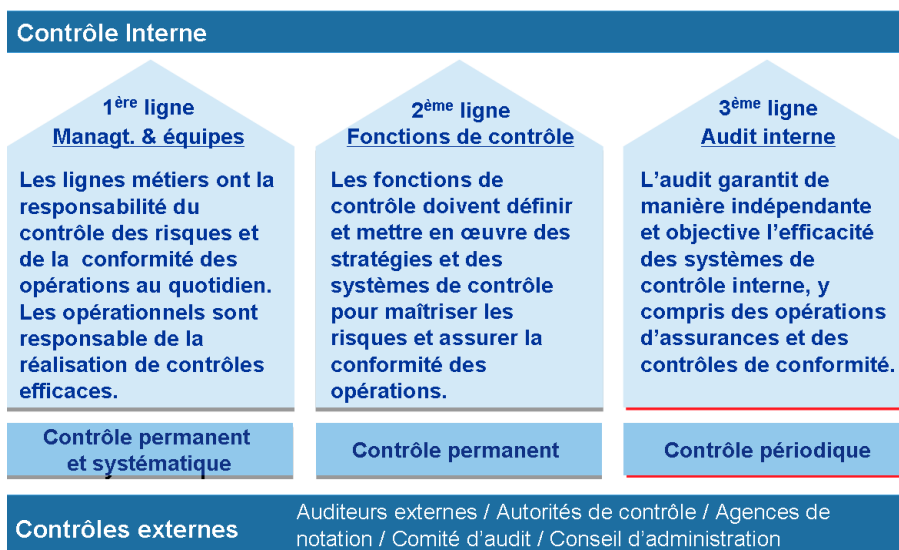 Contrôle Interne
1ère ligne
Managt. & équipes
Les lignes métiers ont la
responsabilité du
contrôle des risques et
de la conformité des
opérations au quotidien.
Les opérationnels sont
responsable de la
réalisation de contrôles
efficaces.
Contrôle permanent
et systématique
2ème ligne
Fonctions de contrôle
Les fonctions de
contrôle doivent définir
et mettre en œuvre des
stratégies et des
systèmes de contrôle
pour maîtriser les
risques et assurer la
conformité des
opérations.
Contrôle permanent
3ème ligne
Audit interne
L’audit garantit de
manière indépendante
et objective l’efficacité
des systèmes de
contrôle interne, y
compris des opérations
d’assurances et des
contrôles de conformité.
Contrôle périodique
Contrôles externes
Auditeurs externes / Autorités de contrôle / Agences de
notation / Comité d’audit / Conseil d’administration